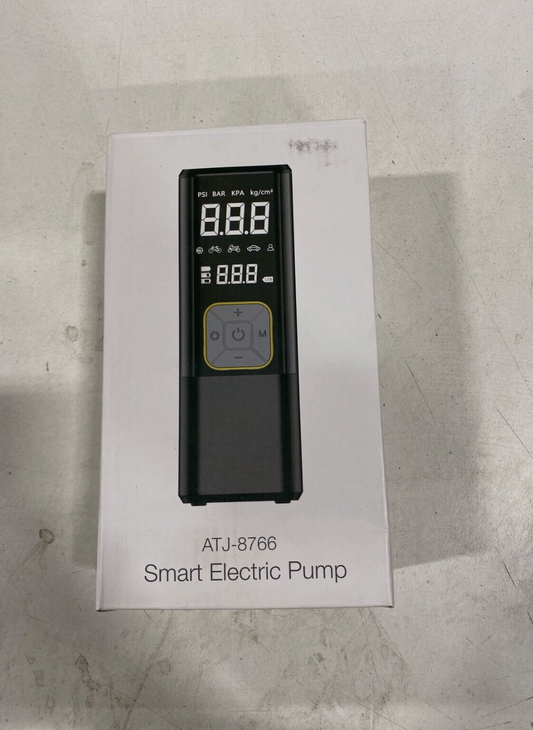 PSI BAR KPA kg/cm²
8.8.8
8.8.8
+
M
−
ATJ-8766
Smart Electric Pump